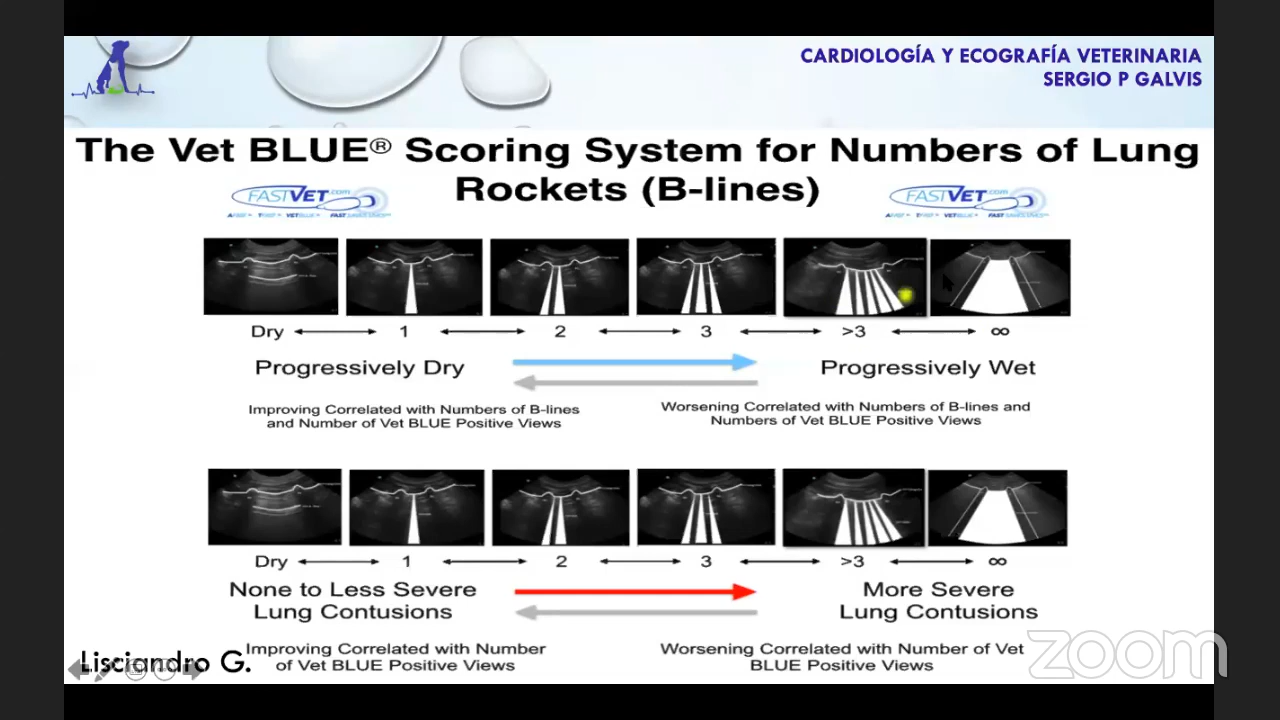 CARDIOLOGÍA Y ECOGRAFÍA VETERINARIA
SERGIO P GALVIS
The Vet BLUE® Scoring System for Numbers of Lung
Rockets (B-lines)
FASTVET.com
FASTVET.com
Dry 1 2 3 >3 ∞
Progressively Dry
Progressively Wet
Improving Correlated with Numbers of B-lines
and Number of Vet BLUE Positive Views
Worsening Correlated with Numbers of B-lines and
Numbers of Vet BLUE Positive Views
Dry 1 2 3 >3 ∞
None to Less Severe
Lung Contusions
More Severe
Lung Contusions
Improving Correlated with Number
of Vet BLUE Positive Views
Worsening Correlated with Number of Vet
BLUE Positive Views
Lisciandro G.
zoom